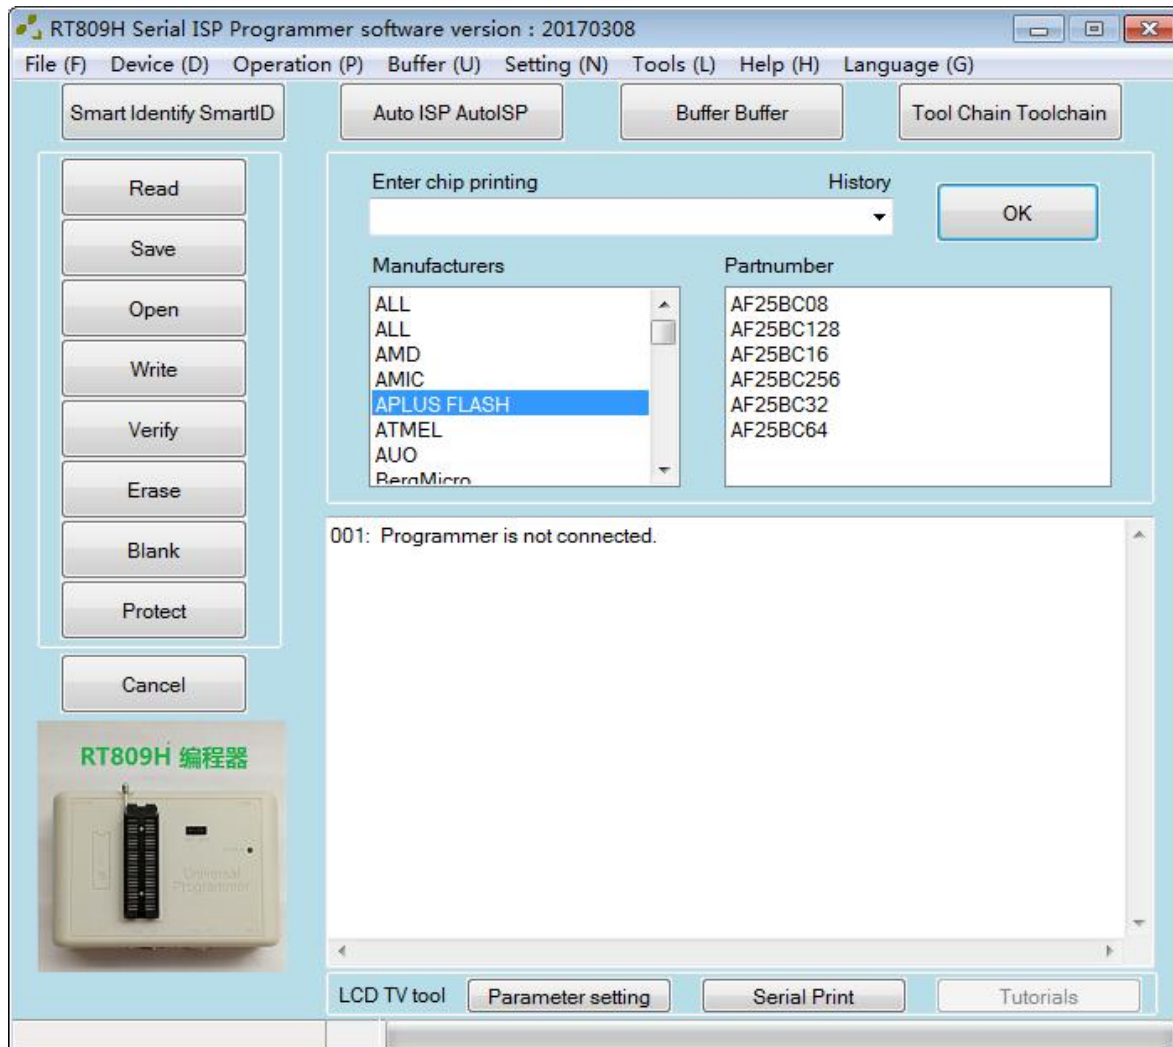 RT809H Serial ISP Programmer software version : 20170308
File (F) Device (D) Operation (P) Buffer (U) Setting (N) Tools (L) Help (H) Language (G)
Smart Identify SmartID Auto ISP AutoISP Buffer Buffer Tool Chain Toolchain
Read
Save
Open
Write
Verify
Erase
Blank
Protect
Cancel
RT809H 编程器
Universal
Programmer
Enter chip printing History
OK
Manufacturers
ALL
ALL
AMD
AMIC
APLUS FLASH
ATMEL
AUO
BergMicro
Partnumber
AF25BC08
AF25BC128
AF25BC16
AF25BC256
AF25BC32
AF25BC64
001: Programmer is not connected.
LCD TV tool Parameter setting Serial Print Tutorials